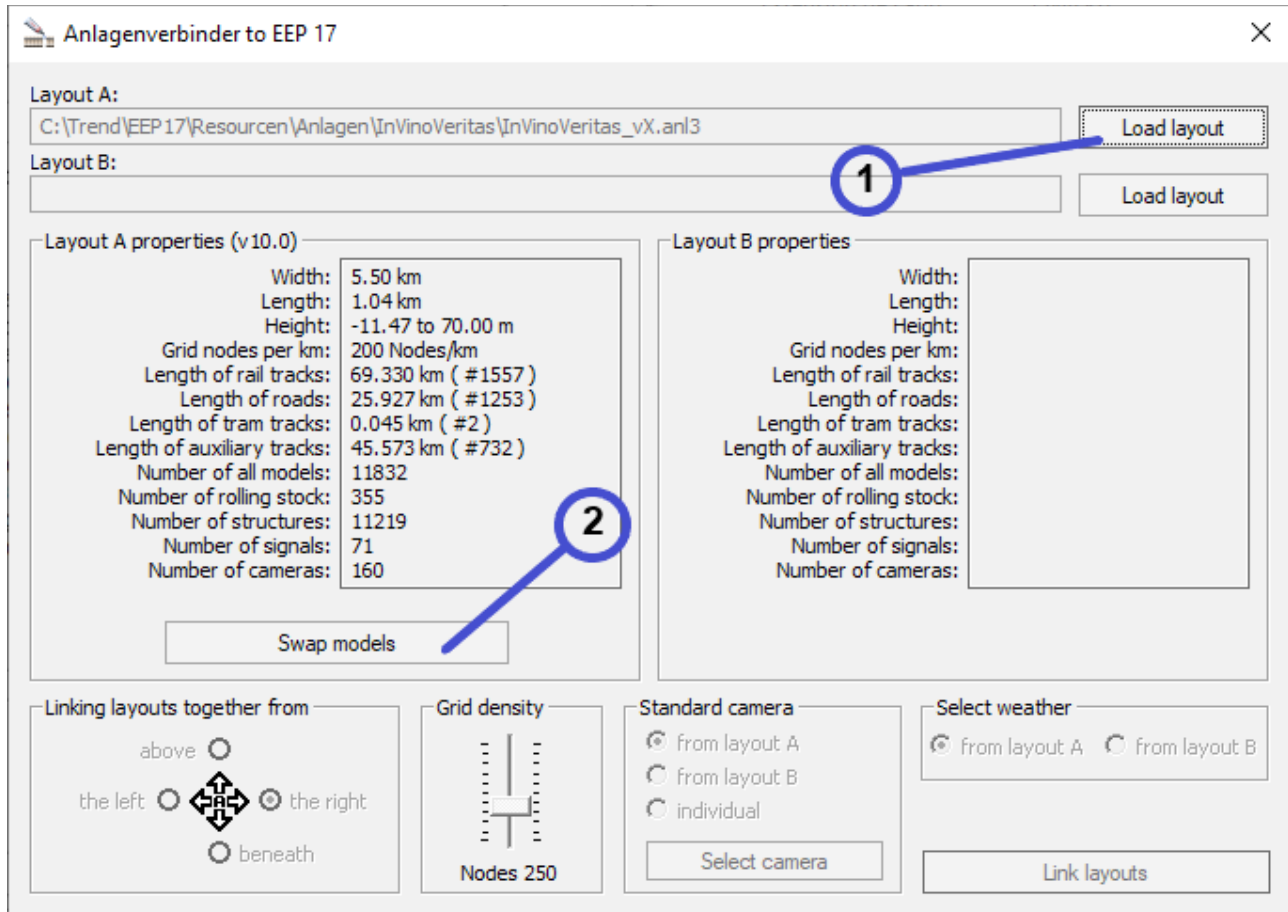 Anlagenverbinder to EEP 17
Layout A:
C:\Trend\EEP17\Resourcen\Anlagen\InVinoVeritas\InVinoVeritas_vX.anl3
Load layout
Layout B:
1
Load layout
Layout A properties (v10.0)
Width: 5.50 km
Length: 1.04 km
Height: -11.47 to 70.00 m
Grid nodes per km: 200 Nodes/km
Length of rail tracks: 69.330 km ( #1557 )
Length of roads: 25.927 km ( #1253 )
Length of tram tracks: 0.045 km ( #2 )
Length of auxiliary tracks: 45.573 km ( #732 )
Number of all models: 11832
Number of rolling stock: 355
Number of structures: 11219
Number of signals: 71
Number of cameras: 160
2
Swap models
Layout B properties
Width:
Length:
Height:
Grid nodes per km:
Length of rail tracks:
Length of roads:
Length of tram tracks:
Length of auxiliary tracks:
Number of all models:
Number of rolling stock:
Number of structures:
Number of signals:
Number of cameras:
Linking layouts together from
above
the left A the right
beneath
Grid density
Nodes 250
Standard camera
from layout A
from layout B
individual
Select camera
Select weather
from layout A from layout B
Link layouts